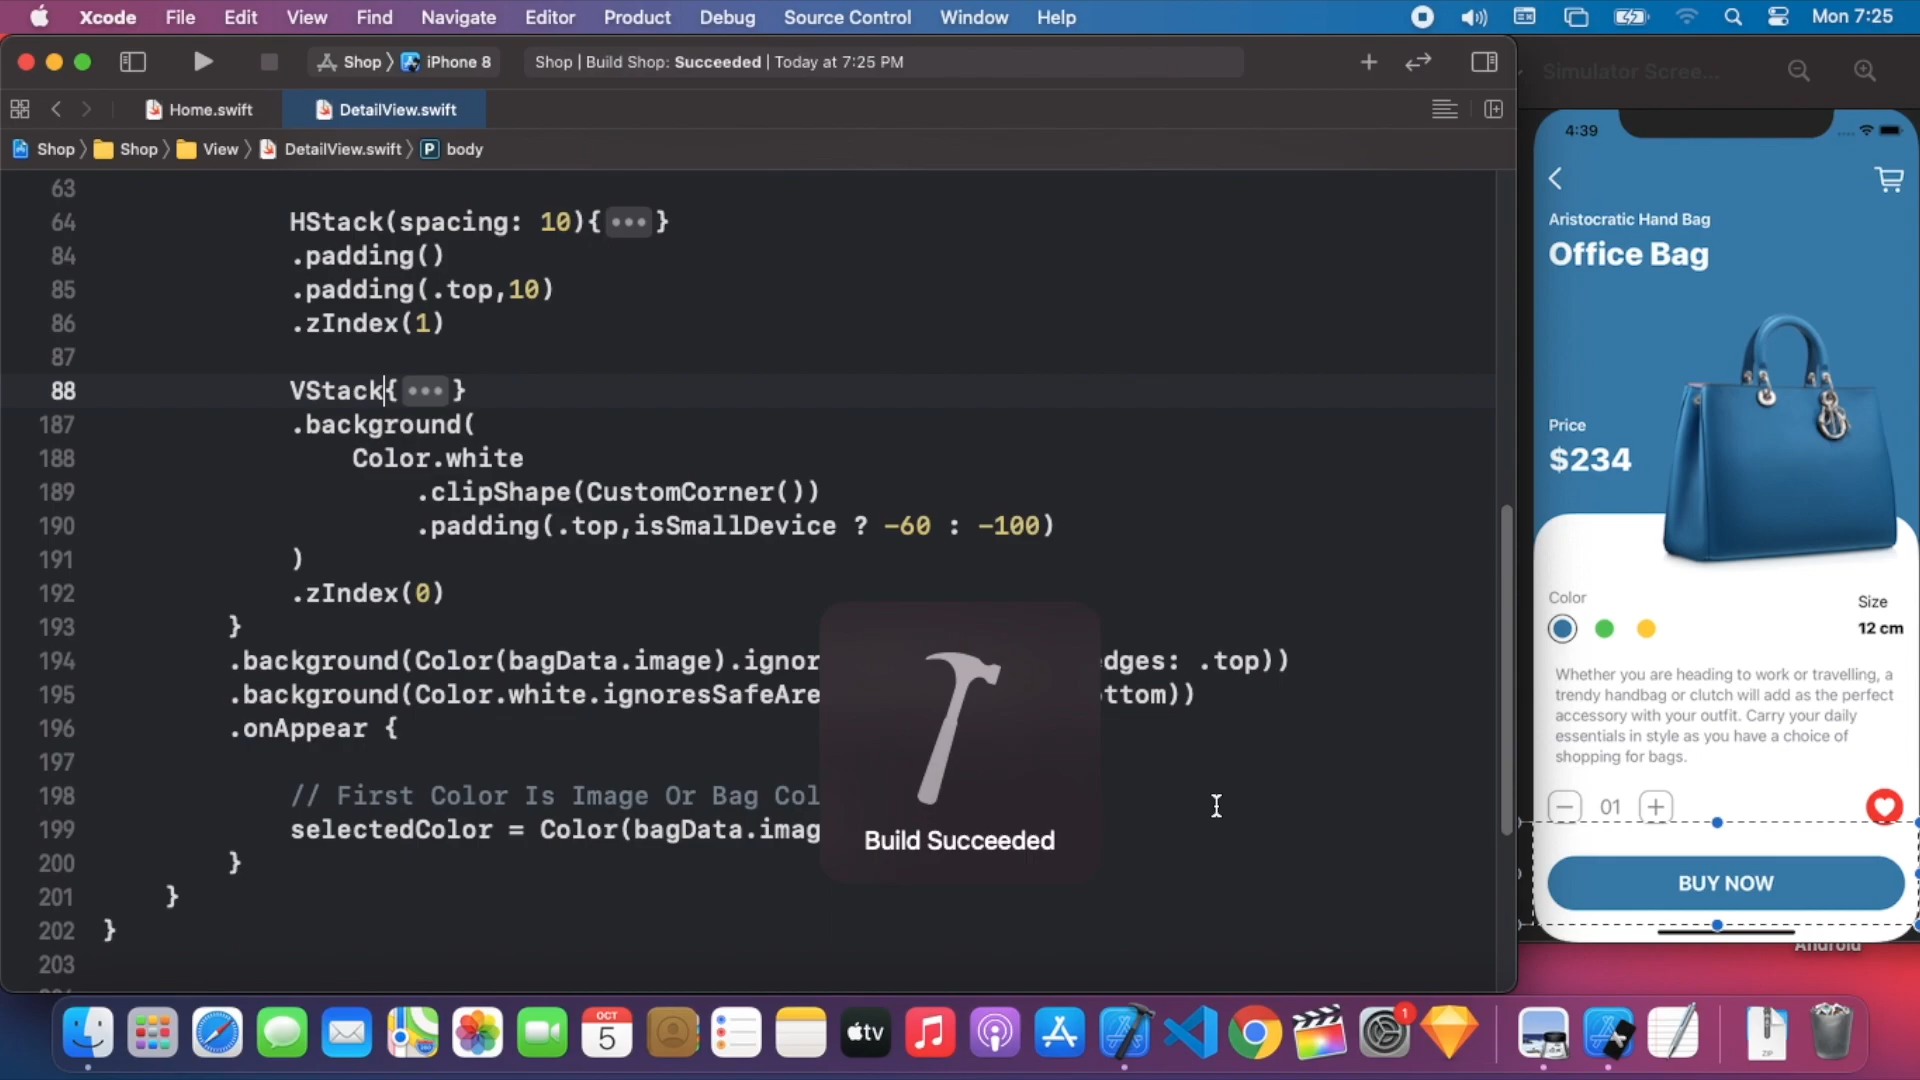 Xcode File Edit View Find Navigate Editor Product Debug Source Control Window Help Mon 7:25
Shop iPhone 8 Shop | Build Shop: Succeeded | Today at 7:25 PM
Simulator Scree...
Home.swift DetailView.swift
Shop Shop View DetailView.swift P body
63
64 HStack(spacing: 10){•••}
84 .padding()
85 .padding(.top,10)
86 .zIndex(1)
87
88 VStack{•••}
187 .background(
188 Color.white
189 .clipShape(CustomCorner())
190 .padding(.top,isSmallDevice ? -60 : -100)
191 )
192 .zIndex(0)
193 }
194 .background(Color(bagData.image).ignor dges: .top))
195 .background(Color.white.ignoresSafeAre ttom))
196 .onAppear {
197
198 // First Color Is Image Or Bag Col
199 selectedColor = Color(bagData.imag
200 }
201 }
202 }
203
Build Succeeded
4:39
Aristocratic Hand Bag
Office Bag
Price
$234
Color
Size
12 cm
Whether you are heading to work or travelling, a
trendy handbag or clutch will add as the perfect
accessory with your outfit. Carry your daily
essentials in style as you have a choice of
shopping for bags.
01
BUY NOW
Android
OCT
5
tv
1
ZIP